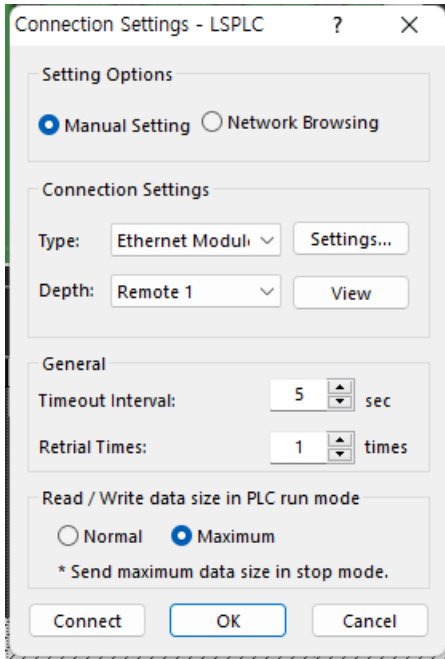 Connection Settings - LSPLC ? ×
Setting Options
Manual Setting Network Browsing
Connection Settings
Type: Ethernet Modul Settings...
Depth: Remote 1 View
General
Timeout Interval: 5 sec
Retrial Times: 1 times
Read / Write data size in PLC run mode
Normal Maximum
* Send maximum data size in stop mode.
Connect OK Cancel